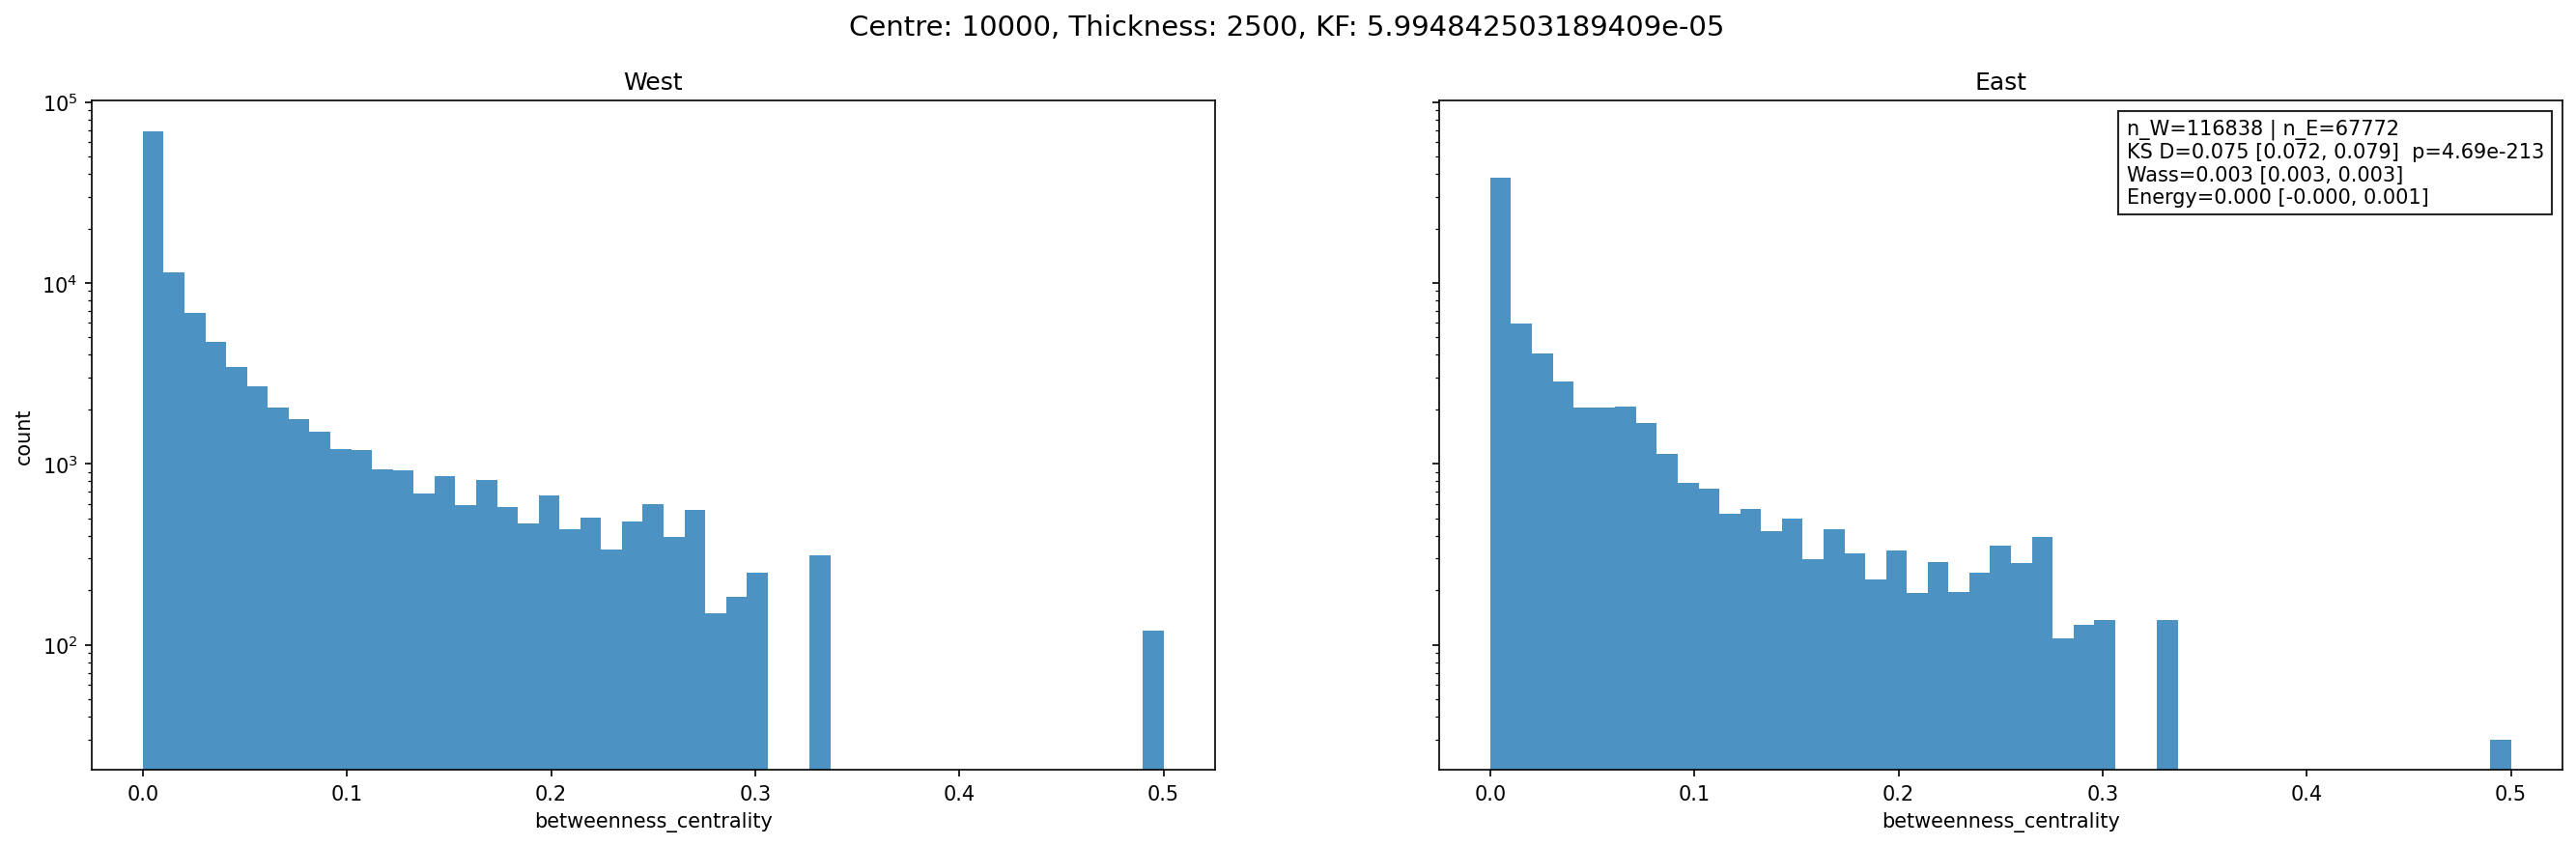 Centre: 10000, Thickness: 2500, KF: 5.994842503189409e-05
West
10⁵
10⁴
10³
10²
count
0.0 0.1 0.2 0.3 0.4 0.5
betweenness_centrality
East
n_W=116838 | n_E=67772
KS D=0.075 [0.072, 0.079] p=4.69e-213
Wass=0.003 [0.003, 0.003]
Energy=0.000 [-0.000, 0.001]
0.0 0.1 0.2 0.3 0.4 0.5
betweenness_centrality